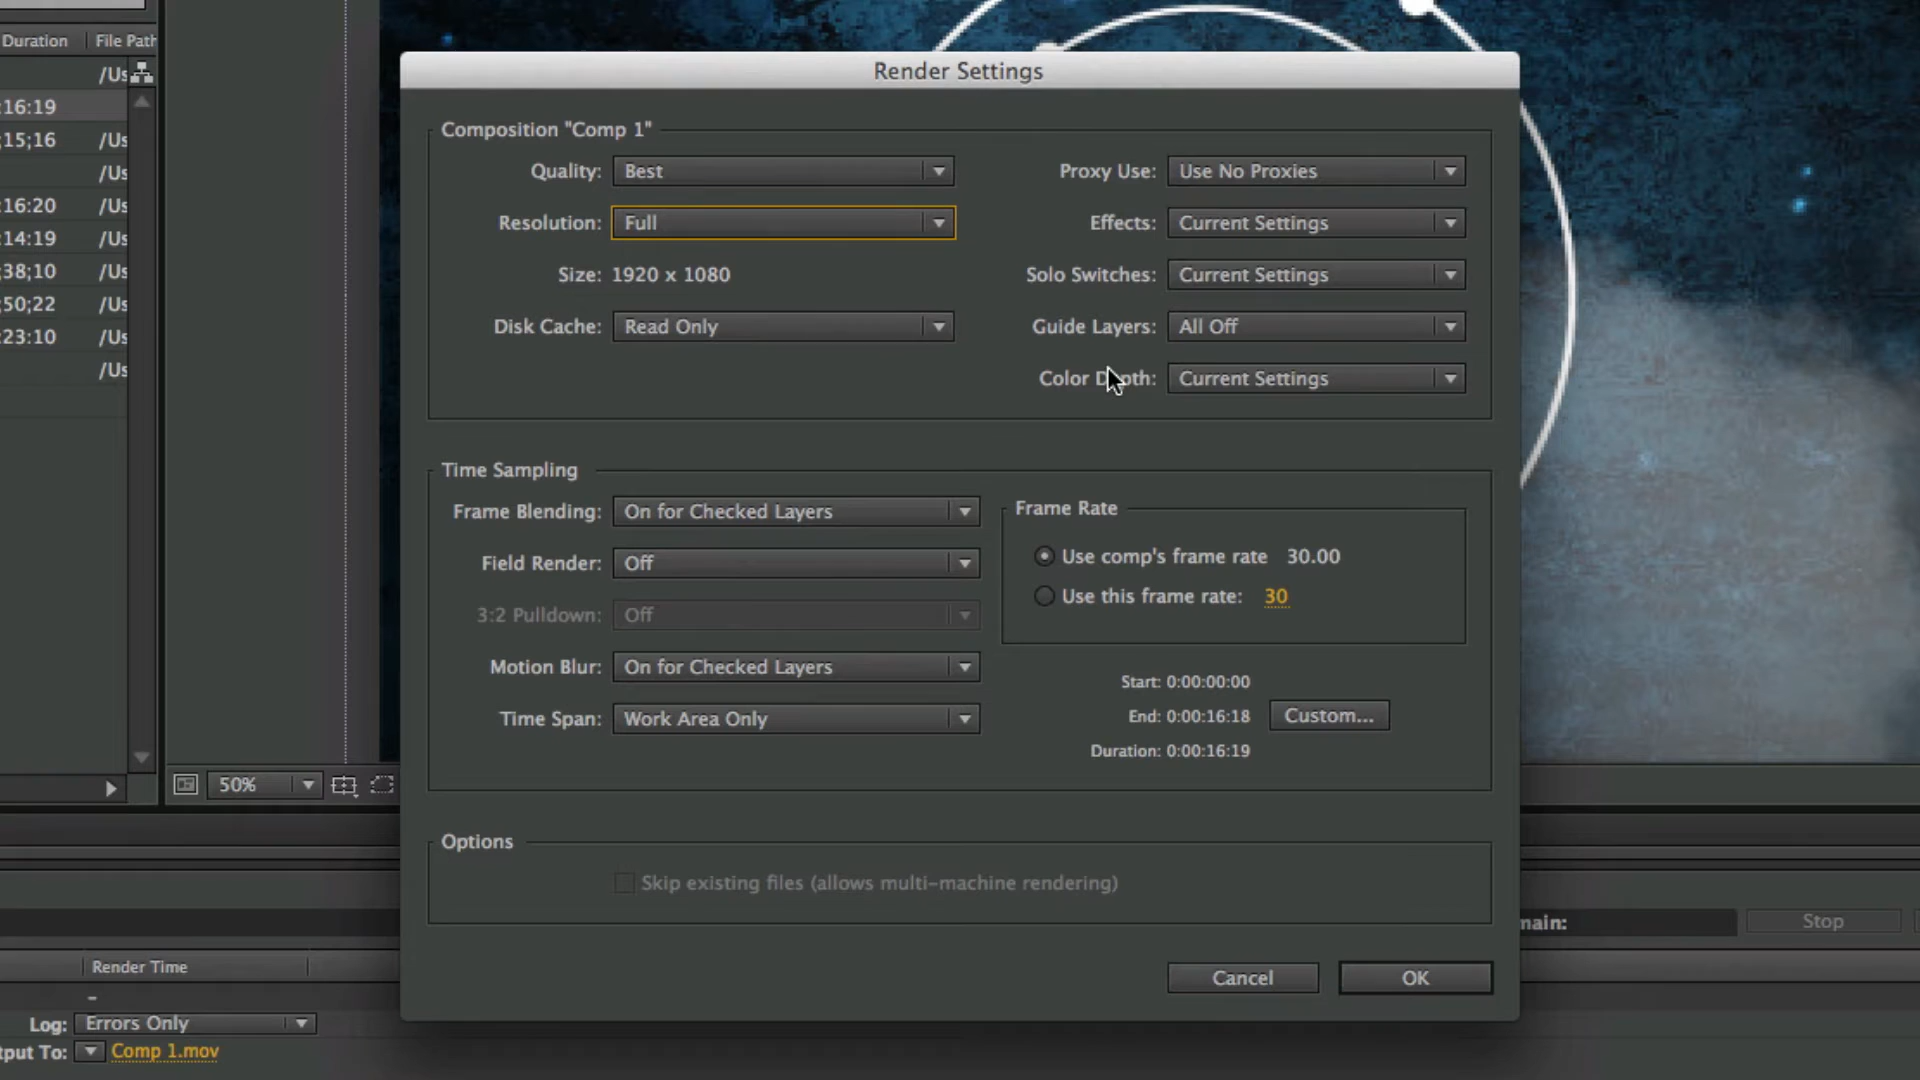 Duration File Path
/Us
:16:19
;15;16 /Us
/Us
:16:20 /Us
:14:19 /Us
;38;10 /Us
;50;22 /Us
:23:10 /Us
/Us
Render Settings
Composition "Comp 1"
Quality: Best
Resolution: Full
Size: 1920 x 1080
Disk Cache: Read Only
Proxy Use: Use No Proxies
Effects: Current Settings
Solo Switches: Current Settings
Guide Layers: All Off
Color Depth: Current Settings
Time Sampling
Frame Blending: On for Checked Layers
Field Render: Off
3:2 Pulldown: Off
Motion Blur: On for Checked Layers
Time Span: Work Area Only
Frame Rate
Use comp's frame rate 30.00
Use this frame rate: 30
Start: 0:00:00:00
End: 0:00:16:18 Custom...
Duration: 0:00:16:19
50%
Options
Skip existing files (allows multi-machine rendering)
Cancel OK
main: Stop
Render Time
-
Log: Errors Only
tput To: Comp 1.mov